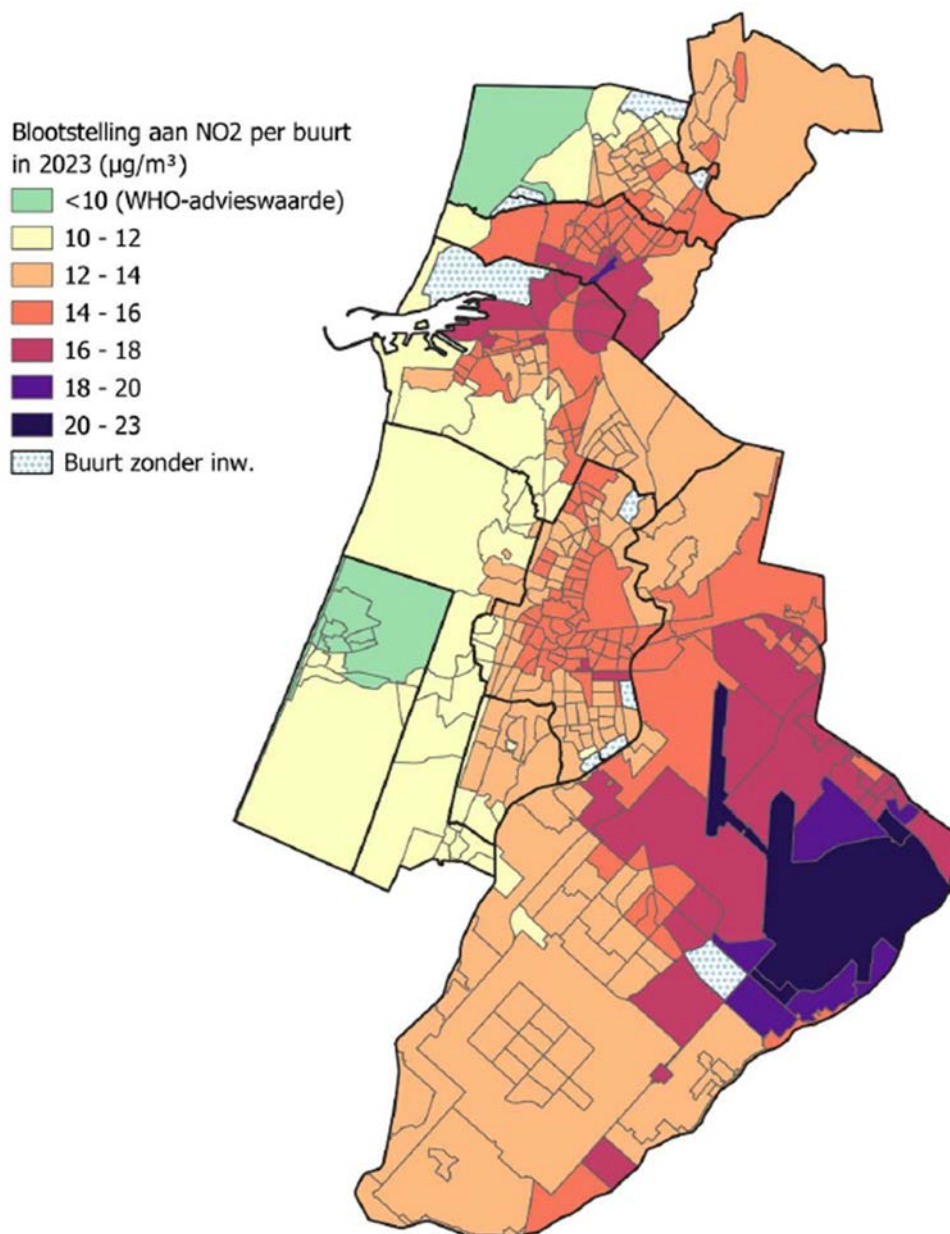 Blootstelling aan NO2 per buurt
in 2023 (µg/m³)
<10 (WHO-advieswaarde)
10 - 12
12 - 14
14 - 16
16 - 18
18 - 20
20 - 23
Buurt zonder inw.